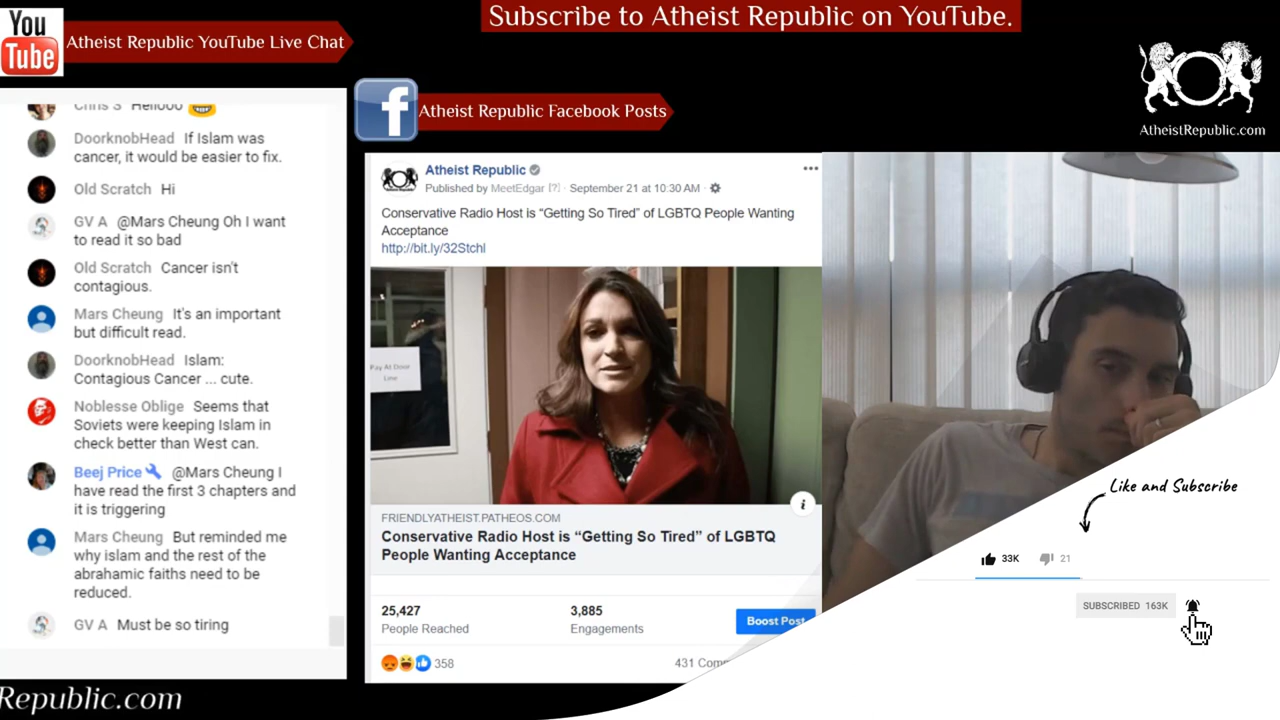 Subscribe to Atheist Republic on YouTube.
You
Tube
Atheist Republic YouTube Live Chat
AtheistRepublic.com
f
Atheist Republic Facebook Posts
Chris S Hellooo
DoorknobHead If Islam was
cancer, it would be easier to fix.
Old Scratch Hi
GV A @Mars Cheung Oh I want
to read it so bad
Old Scratch Cancer isn't
contagious.
Mars Cheung It's an important
but difficult read.
DoorknobHead Islam:
Contagious Cancer ... cute.
Noblesse Oblige Seems that
Soviets were keeping Islam in
check better than West can.
Beej Price @Mars Cheung I
have read the first 3 chapters and
it is triggering
Mars Cheung But reminded me
why islam and the rest of the
abrahamic faiths need to be
reduced.
GV A Must be so tiring
Atheist Republic
Published by MeetEdgar [?] · September 21 at 10:30 AM ·
Conservative Radio Host is “Getting So Tired” of LGBTQ People Wanting
Acceptance
http://bit.ly/32Stchl
Pay At Door
Line
FRIENDLYATHEIST.PATHEOS.COM
Conservative Radio Host is “Getting So Tired” of LGBTQ
People Wanting Acceptance
25,427
People Reached
3,885
Engagements
Boost Post
358
431 Comm
Like and Subscribe
33K
21
SUBSCRIBED 163K
Republic.com